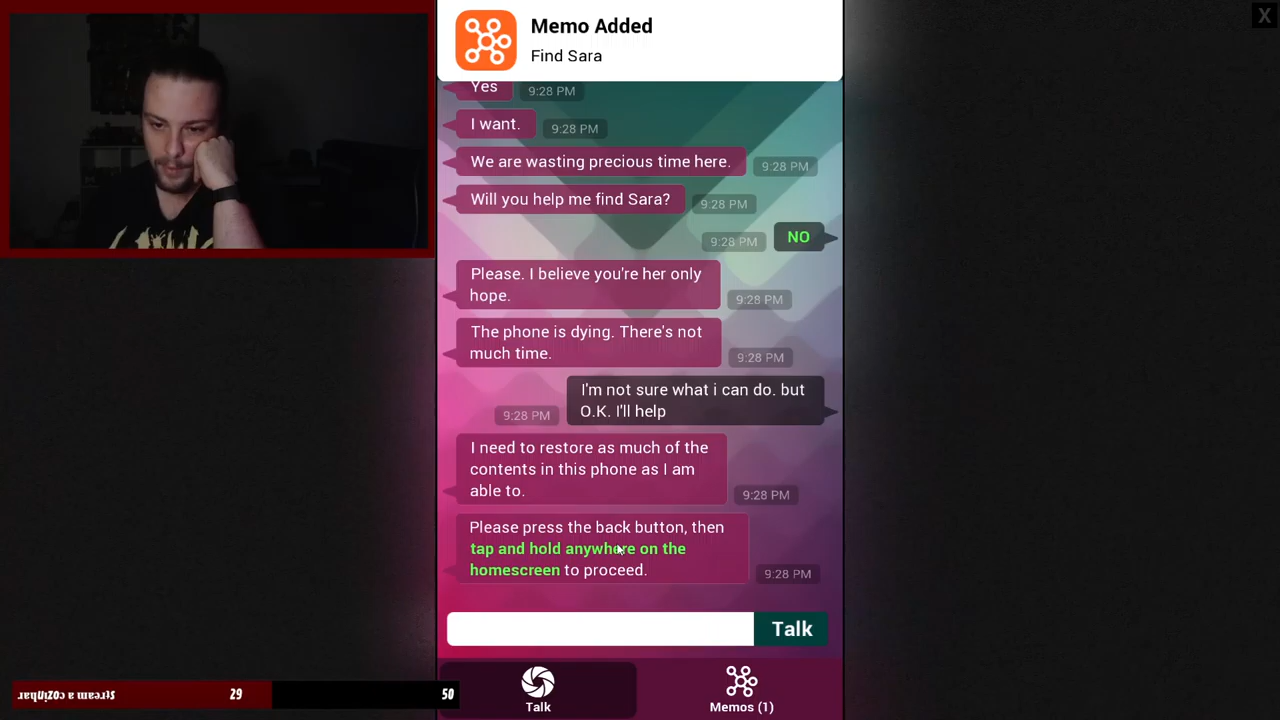 X
Memo Added
Find Sara
Yes
9:28 PM
I want.
9:28 PM
We are wasting precious time here.
9:28 PM
Will you help me find Sara?
9:28 PM
NO
9:28 PM
Please. I believe you're her only
hope.
9:28 PM
The phone is dying. There's not
much time.
9:28 PM
I'm not sure what i can do. but
O.K. I'll help
9:28 PM
I need to restore as much of the
contents in this phone as I am
able to.
9:28 PM
Please press the back button, then
tap and hold anywhere on the
homescreen to proceed.
9:28 PM
Talk
Talk
Memos (1)
29
50